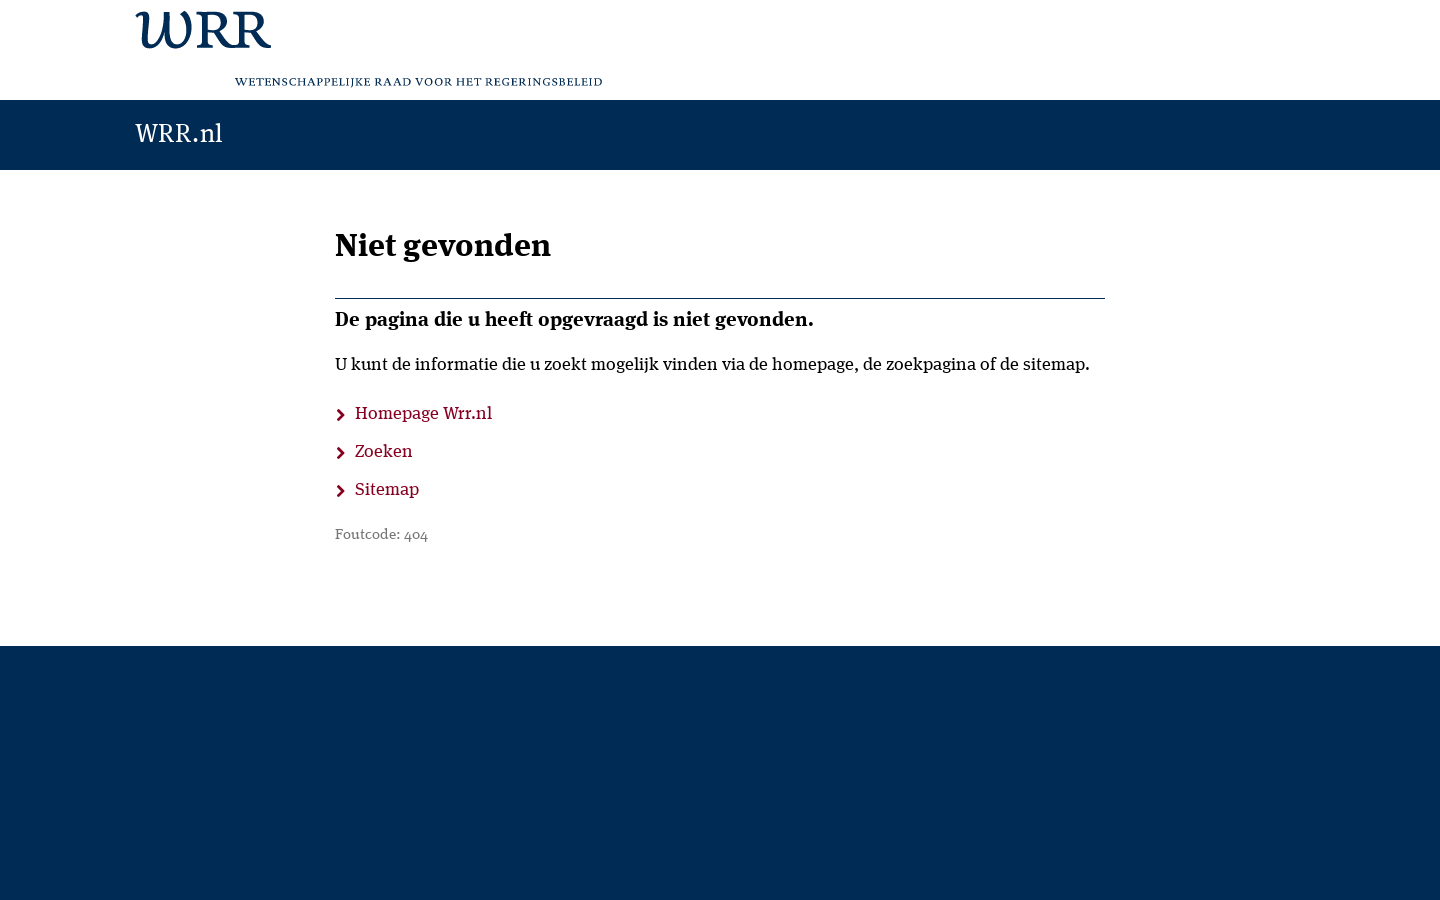 WRR
WETENSCHAPPELIJKE RAAD VOOR HET REGERINGSBELEID
WRR.nl
Niet gevonden
De pagina die u heeft opgevraagd is niet gevonden.
U kunt de informatie die u zoekt mogelijk vinden via de homepage, de zoekpagina of de sitemap.
Homepage Wrr.nl
Zoeken
Sitemap
Foutcode: 404